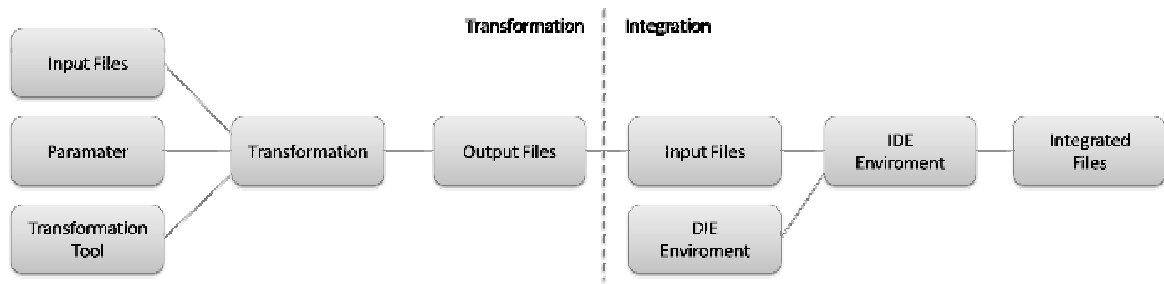 Transformation
Integration
Input Files
Paramater
Transformation
Tool
Transformation
Output Files
Input Files
DIE
Enviroment
IDE
Enviroment
Integrated
Files